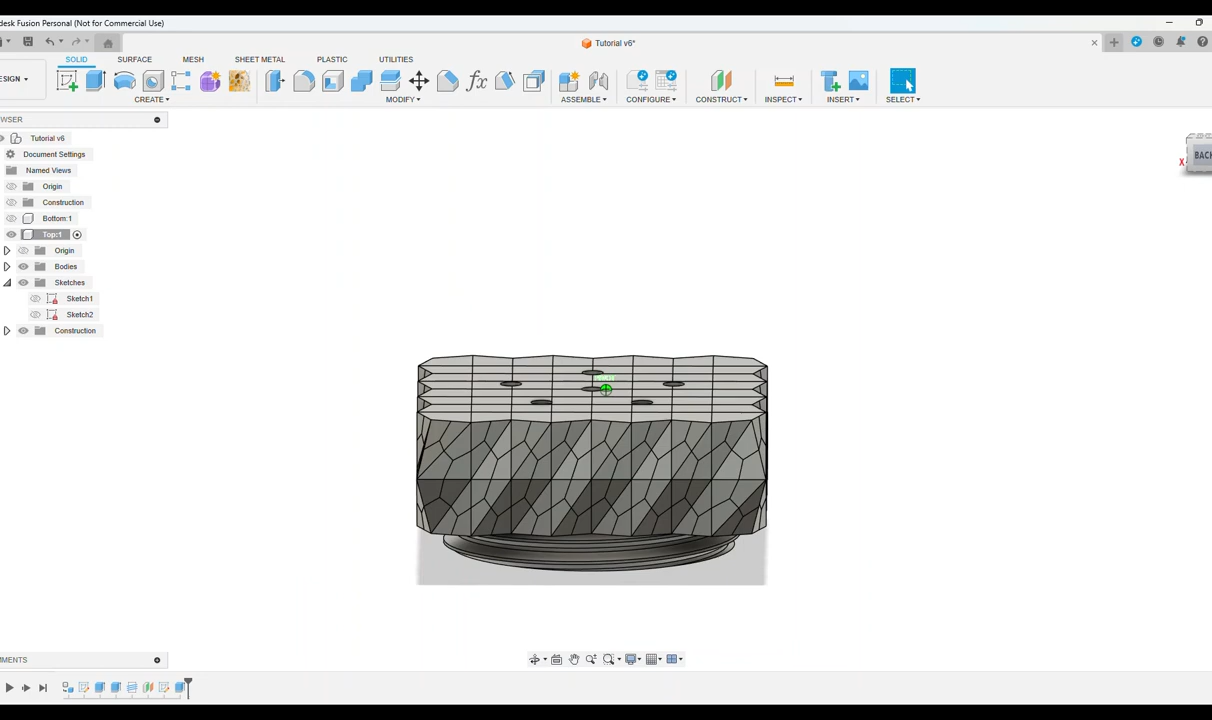 desk Fusion Personal (Not for Commercial Use)
Tutorial v6*
SOLID SURFACE MESH SHEET METAL PLASTIC UTILITIES
ESIGN
CREATE MODIFY ASSEMBLE CONFIGURE CONSTRUCT INSPECT INSERT SELECT
OWSER
Tutorial v6
Document Settings
Named Views
Origin
Construction
Bottom:1
Top:1
Origin
Bodies
Sketches
Sketch1
Sketch2
Construction
BACK
X
MMENTS